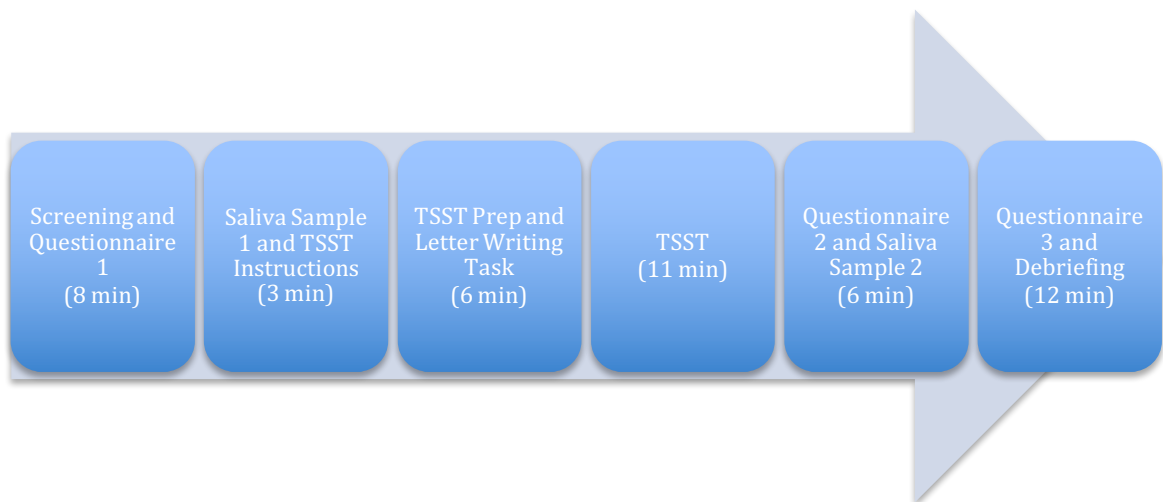 Screening and
Questionnaire
1
(8 min)
Saliva Sample
1 and TSST
Instructions
(3 min)
TSST Prep and
Letter Writing
Task
(6 min)
TSST
(11 min)
Questionnaire
2 and Saliva
Sample 2
(6 min)
Questionnaire
3 and
Debriefing
(12 min)